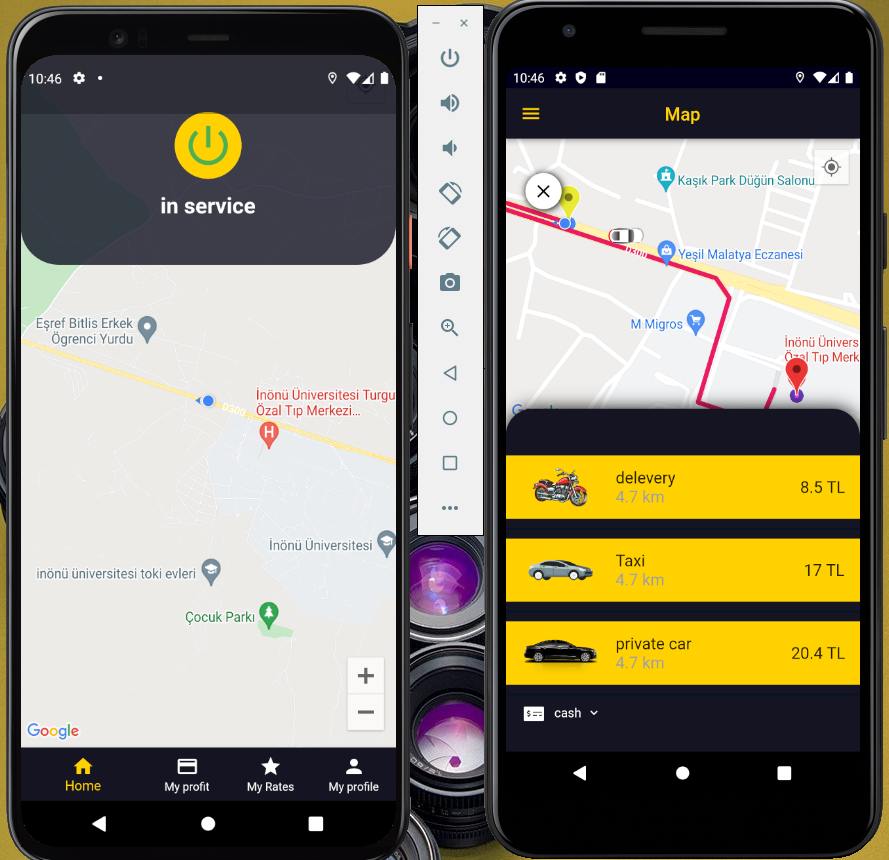 10:46
in service
Eşref Bitlis Erkek
Ögrenci Yurdu
D300
İnönü Üniversitesi Turgu
Özal Tıp Merkezi...
H
İnönü Üniversitesi
inönü üniversitesi toki evleri
Çocuk Parkı
+
−
Google
Home
My profit
My Rates
My profile
10:46
Map
Kaşık Park Düğün Salonu
D300
Yeşil Malatya Eczanesi
M Migros
İnönü Ünivers
Özal Tıp Merk
delevery
4.7 km
8.5 TL
Taxi
4.7 km
17 TL
private car
4.7 km
20.4 TL
cash